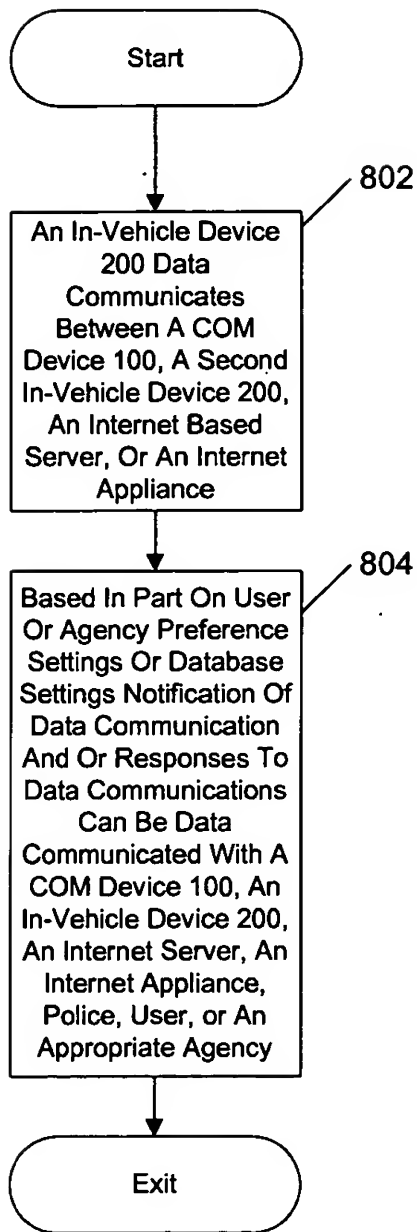 Start
802
An In-Vehicle Device
200 Data
Communicates
Between A COM
Device 100, A Second
In-Vehicle Device 200,
An Internet Based
Server, Or An Internet
Appliance
804
Based In Part On User
Or Agency Preference
Settings Or Database
Settings Notification Of
Data Communication
And Or Responses To
Data Communications
Can Be Data
Communicated With A
COM Device 100, An
In-Vehicle Device 200,
An Internet Server, An
Internet Appliance,
Police, User, or An
Appropriate Agency
Exit